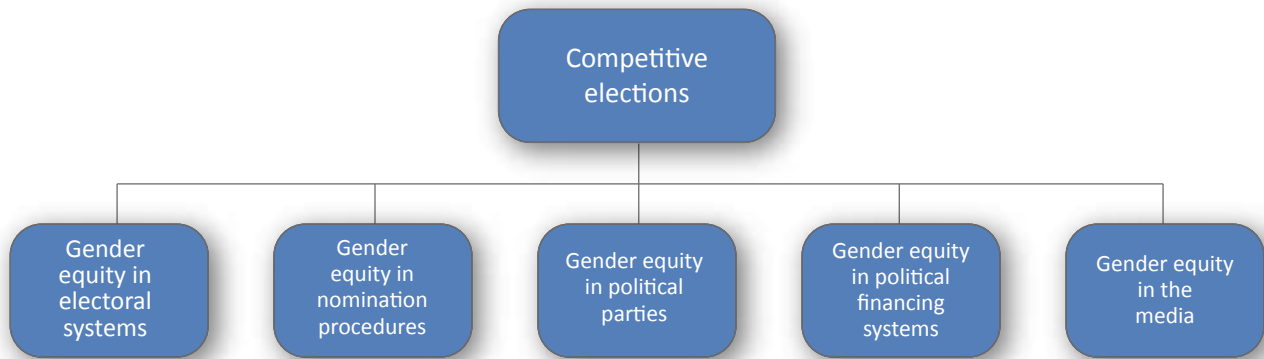 Competitive
elections
Gender
equity in
electoral
systems
Gender
equity in
nomination
procedures
Gender equity
in political
parties
Gender equity
in political
financing
systems
Gender equity
in the
media